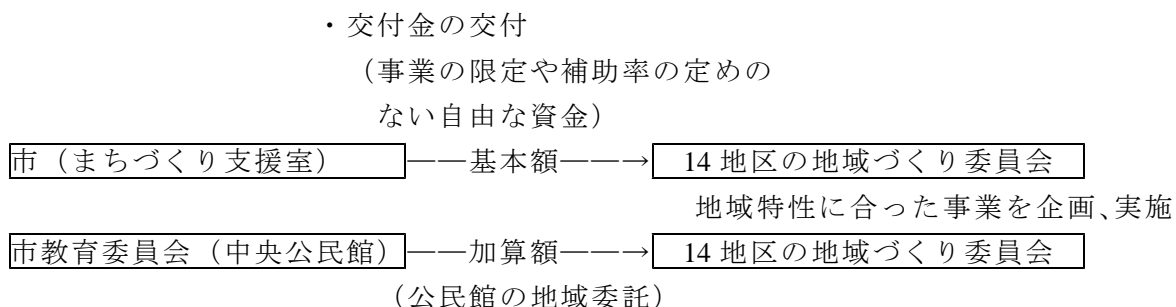 ・交付金の交付
（事業の限定や補助率の定めの
ない自由な資金）
市（まちづくり支援室）――基本額――→ 14地区の地域づくり委員会
地域特性に合った事業を企画､実施
市教育委員会（中央公民館）――加算額――→ 14地区の地域づくり委員会
（公民館の地域委託）